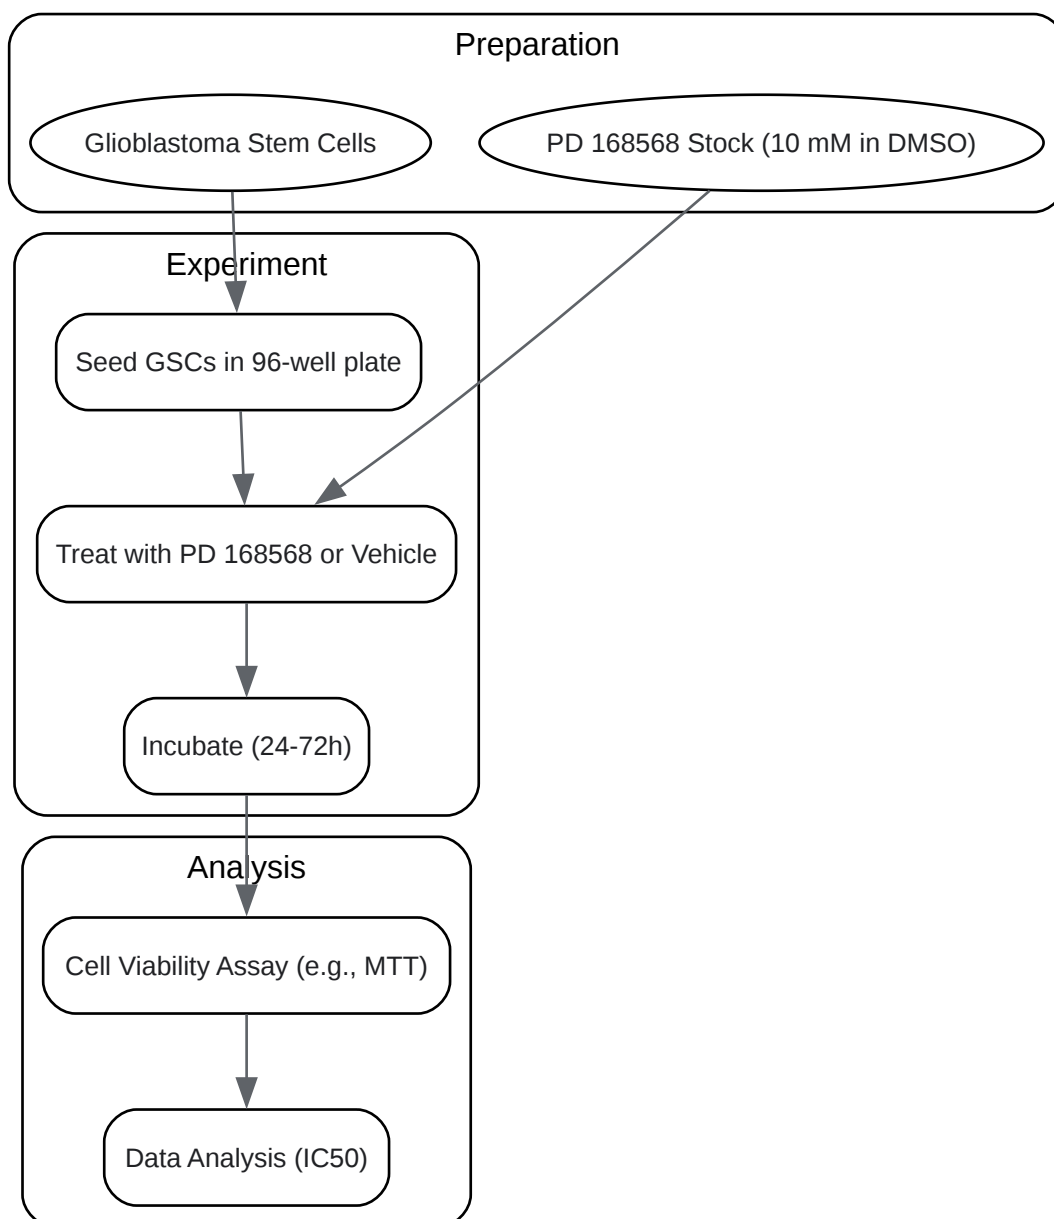 Preparation
Glioblastoma Stem Cells
PD 168568 Stock (10 mM in DMSO)
Experiment
Seed GSCs in 96-well plate
Treat with PD 168568 or Vehicle
Incubate (24-72h)
Analysis
Cell Viability Assay (e.g., MTT)
Data Analysis (IC50)